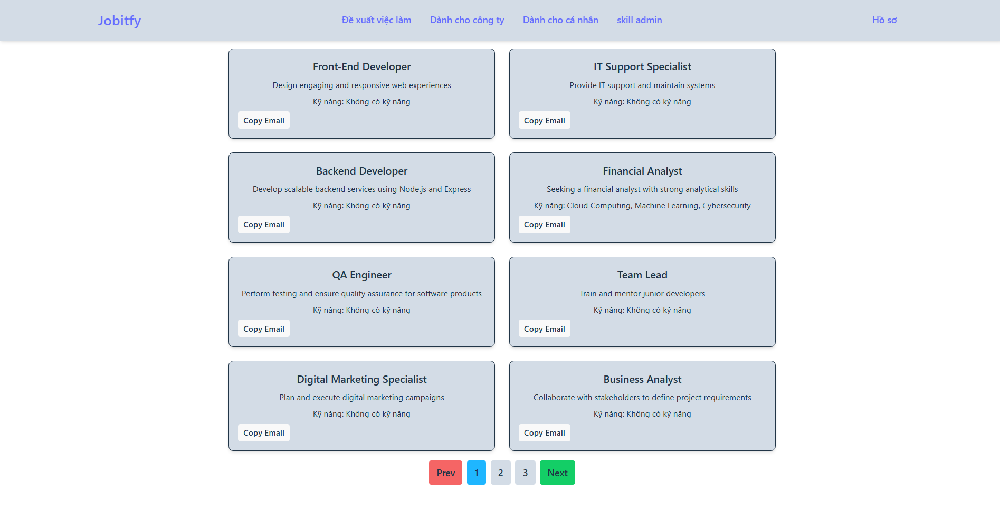 Jobitfy
Đề xuất việc làm
Dành cho công ty
Dành cho cá nhân
skill admin
Hồ sơ
Front-End Developer
Design engaging and responsive web experiences
Kỹ năng: Không có kỹ năng
Copy Email
IT Support Specialist
Provide IT support and maintain systems
Kỹ năng: Không có kỹ năng
Copy Email
Backend Developer
Develop scalable backend services using Node.js and Express
Kỹ năng: Không có kỹ năng
Copy Email
Financial Analyst
Seeking a financial analyst with strong analytical skills
Kỹ năng: Cloud Computing, Machine Learning, Cybersecurity
Copy Email
QA Engineer
Perform testing and ensure quality assurance for software products
Kỹ năng: Không có kỹ năng
Copy Email
Team Lead
Train and mentor junior developers
Kỹ năng: Không có kỹ năng
Copy Email
Digital Marketing Specialist
Plan and execute digital marketing campaigns
Kỹ năng: Không có kỹ năng
Copy Email
Business Analyst
Collaborate with stakeholders to define project requirements
Kỹ năng: Không có kỹ năng
Copy Email
Prev
1
2
3
Next